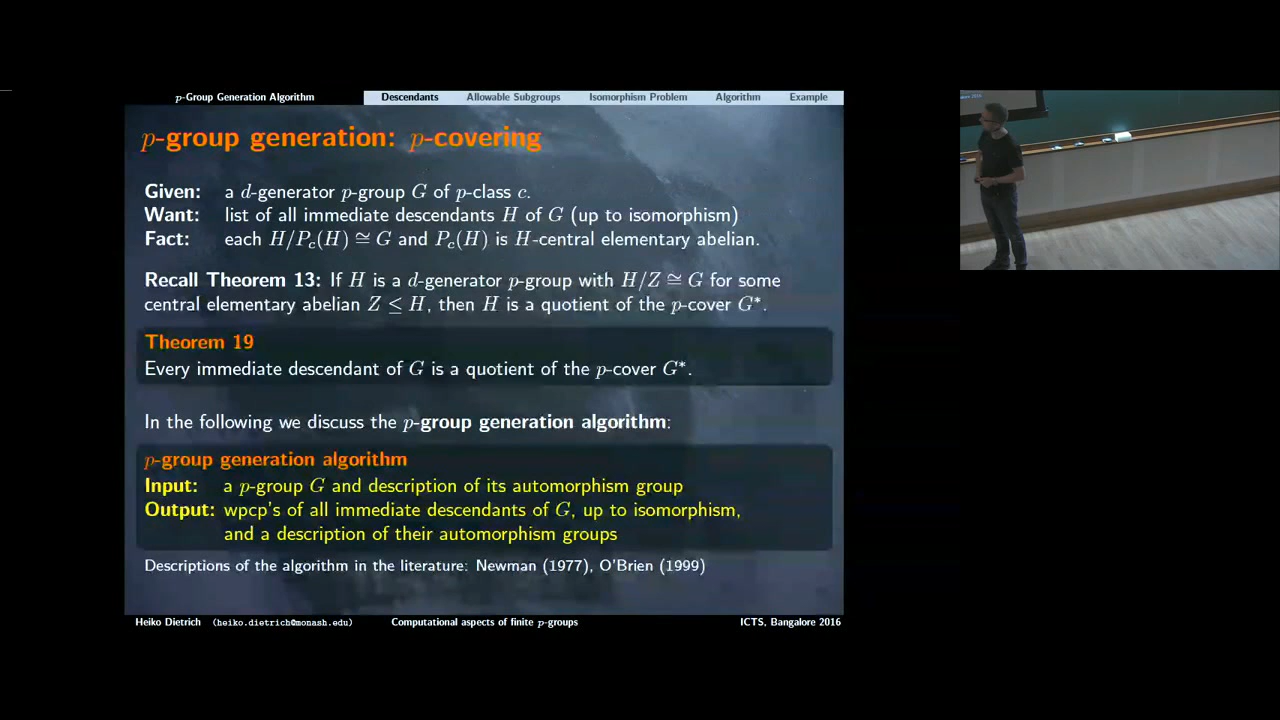 p-Group Generation Algorithm Descendants Allowable Subgroups Isomorphism Problem Algorithm Example
p-group generation: p-covering
Given: a d-generator p-group G of p-class c.
Want: list of all immediate descendants H of G (up to isomorphism)
Fact: each H/P_c(H) ≅ G and P_c(H) is H-central elementary abelian.
Recall Theorem 13: If H is a d-generator p-group with H/Z ≅ G for some
central elementary abelian Z ≤ H, then H is a quotient of the p-cover G*.
Theorem 19
Every immediate descendant of G is a quotient of the p-cover G*.
In the following we discuss the p-group generation algorithm:
p-group generation algorithm
Input: a p-group G and description of its automorphism group
Output: wpcp's of all immediate descendants of G, up to isomorphism,
and a description of their automorphism groups
Descriptions of the algorithm in the literature: Newman (1977), O'Brien (1999)
Heiko Dietrich (heiko.dietrich@monash.edu) Computational aspects of finite p-groups ICTS, Bangalore 2016